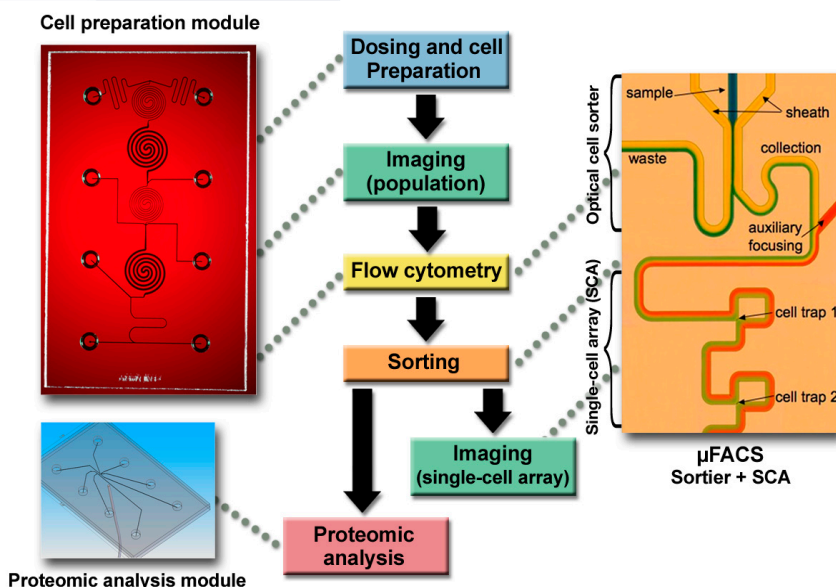 Cell preparation module
Dosing and cell
Preparation
Imaging
(population)
Flow cytometry
Sorting
Imaging
(single-cell array)
Proteomic
analysis
Proteomic analysis module
Optical cell sorter
Single-cell array (SCA)
sample
sheath
waste
collection
auxiliary
focusing
cell trap 1
cell trap 2
µFACS
Sortier + SCA